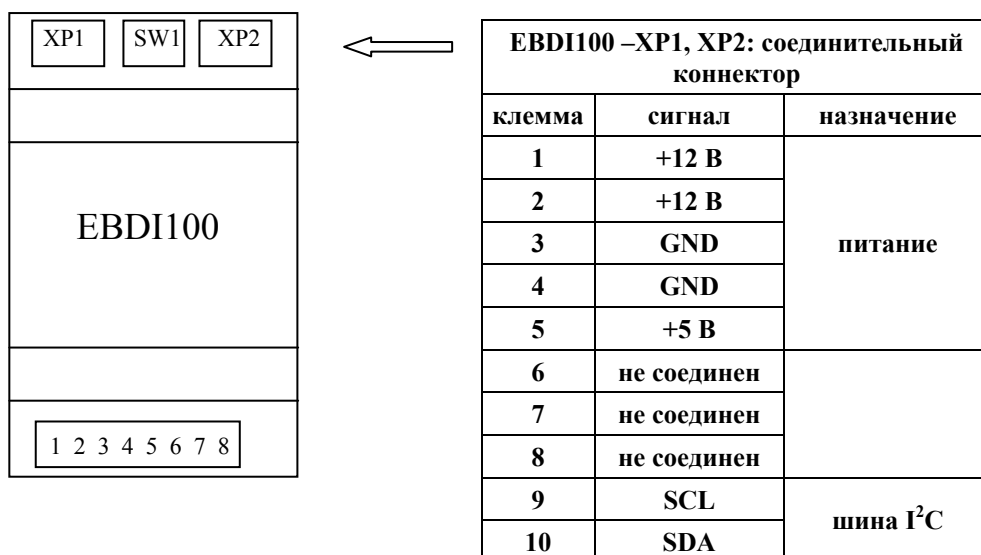 XP1 SW1 XP2
EBDI100
1 2 3 4 5 6 7 8
EBDI100 –XP1, XP2: соединительный
коннектор
клемма сигнал назначение
1 +12 В
2 +12 В
3 GND питание
4 GND
5 +5 В
6 не соединен
7 не соединен
8 не соединен
9 SCL шина I²C
10 SDA